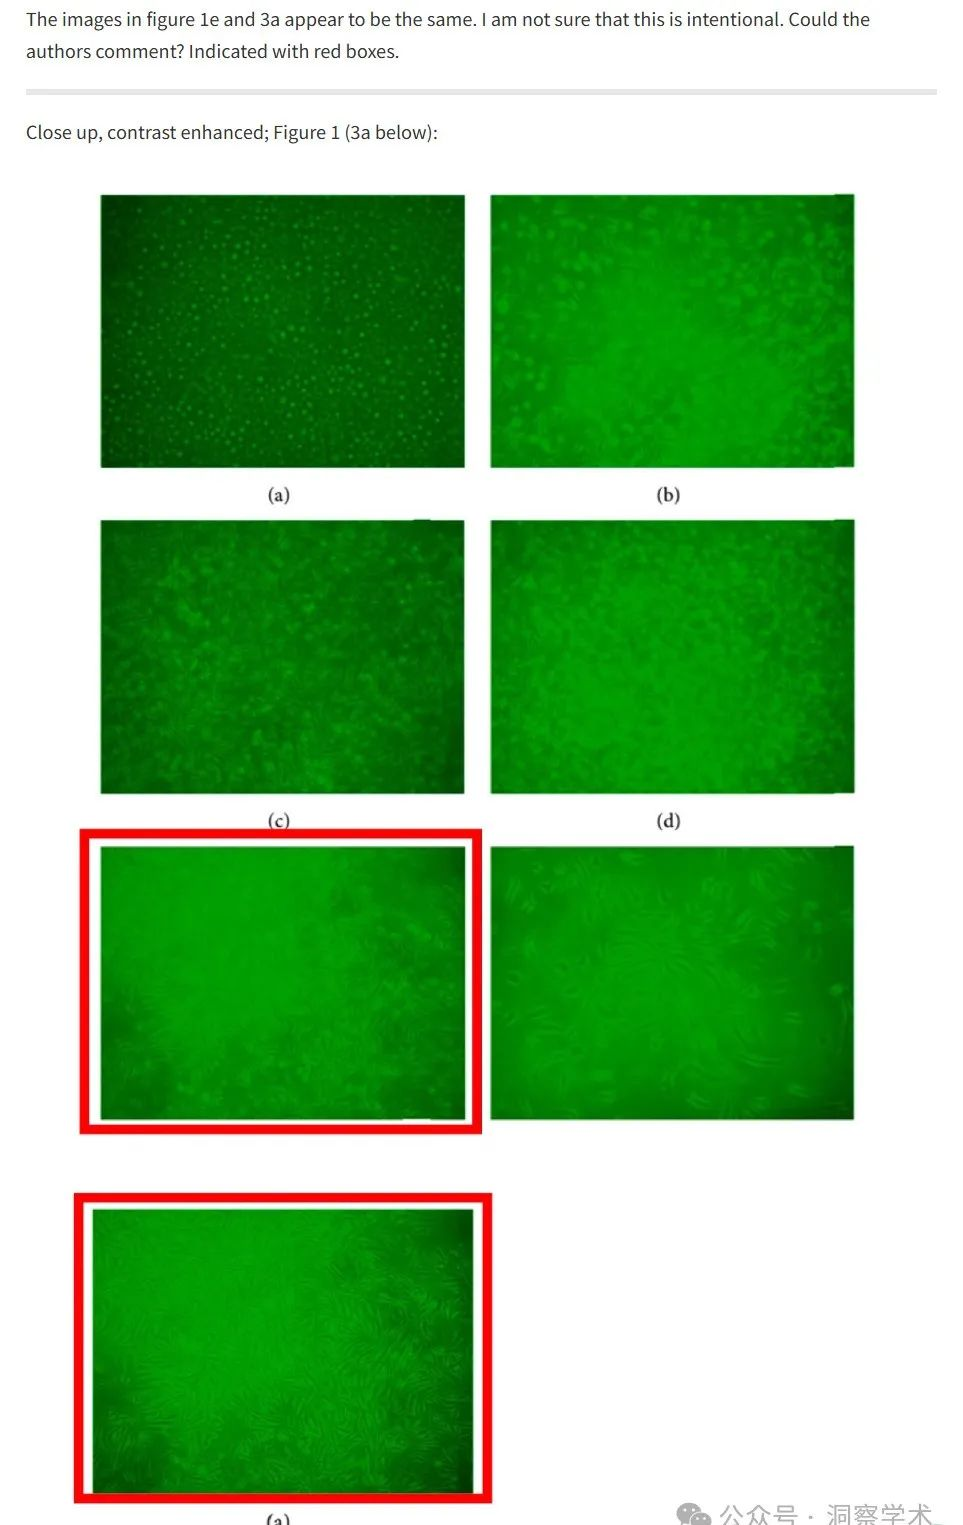 The images in figure 1e and 3a appear to be the same. I am not sure that this is intentional. Could the
authors comment? Indicated with red boxes.
Close up, contrast enhanced; Figure 1 (3a below):
(a)
(b)
(c)
(d)
(a)
公众号 · 洞察学术